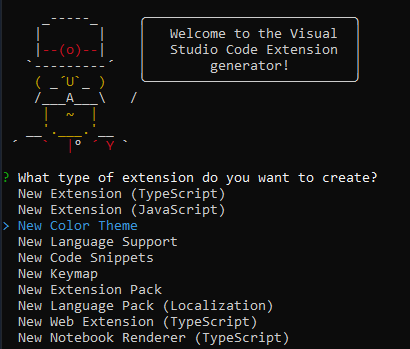 Welcome to the Visual
Studio Code Extension
generator!
? What type of extension do you want to create?
New Extension (TypeScript)
New Extension (JavaScript)
> New Color Theme
New Language Support
New Code Snippets
New Keymap
New Extension Pack
New Language Pack (Localization)
New Web Extension (TypeScript)
New Notebook Renderer (TypeScript)